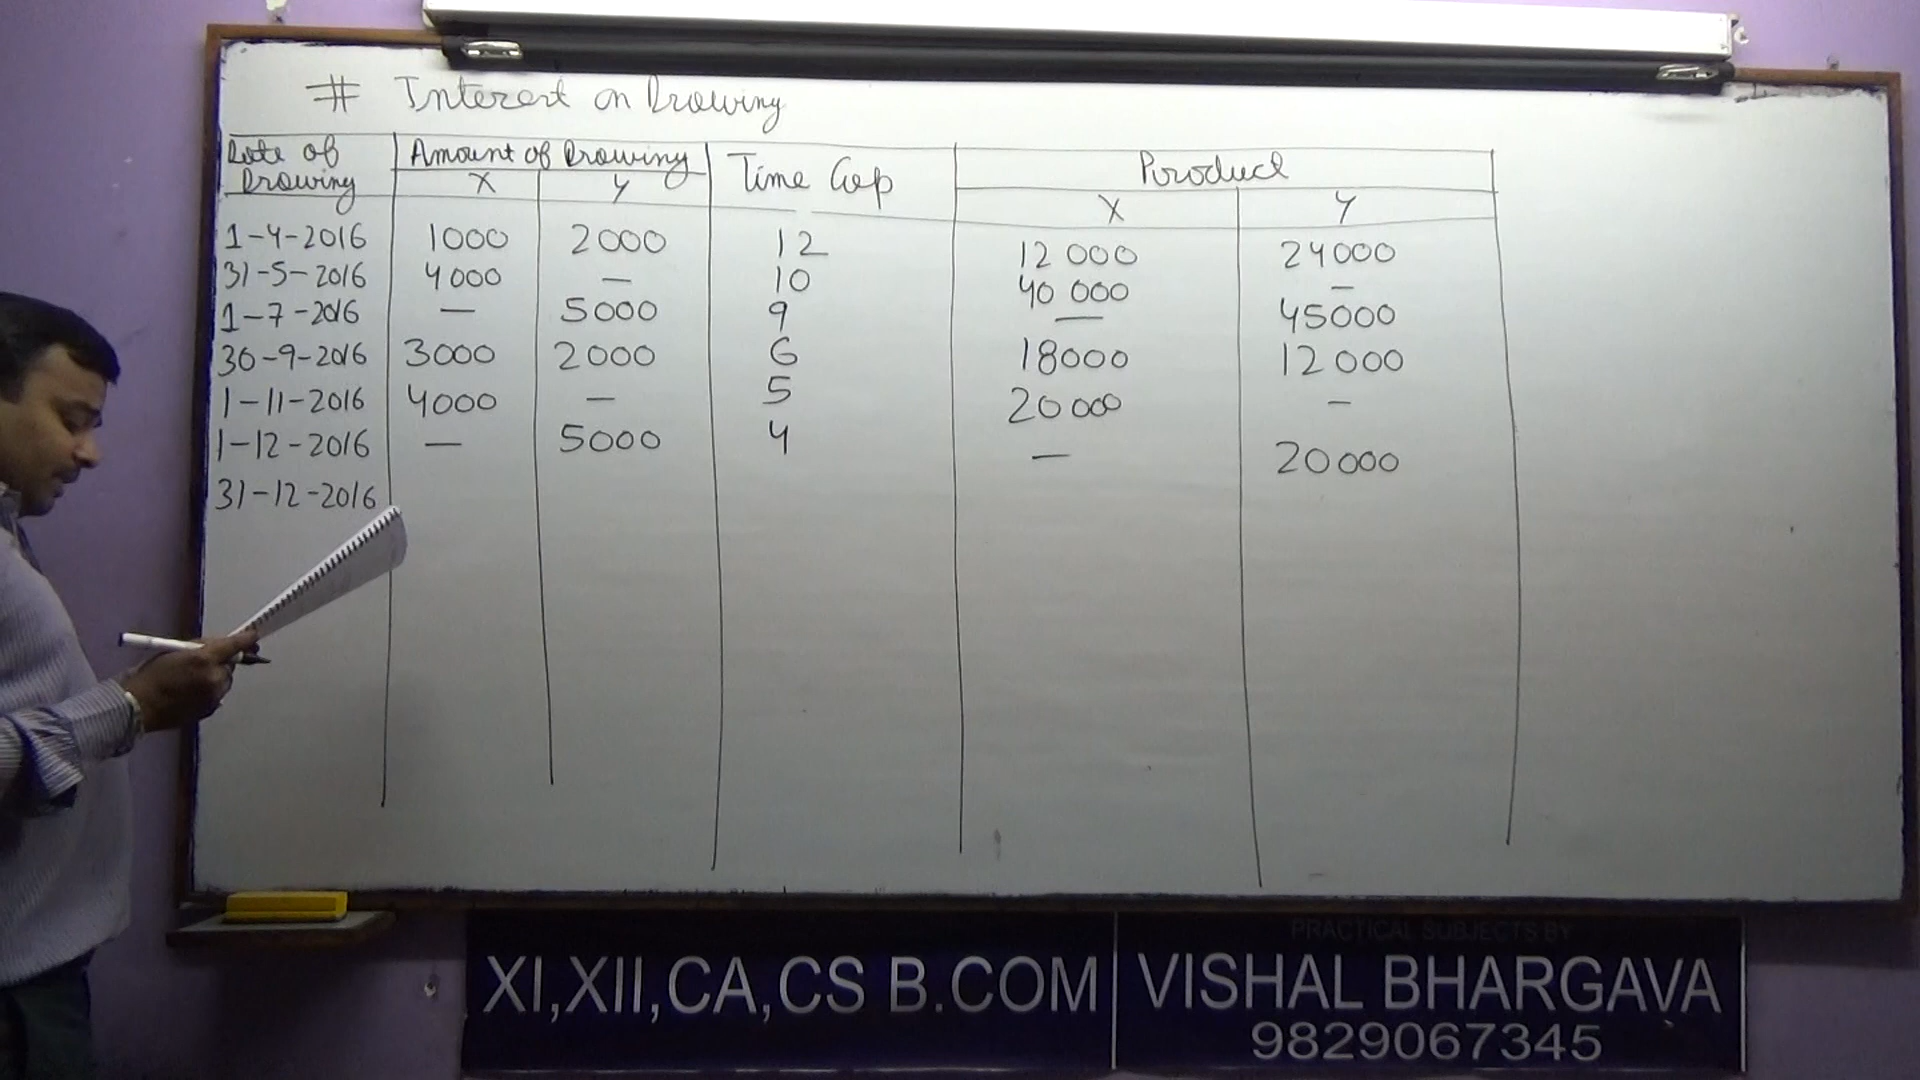 # Interest on Drawing
Date of Drawing | Amount of Drawing | Time Gap | Product
X | Y | X | Y
1-4-2016 | 1000 | 2000 | 12 | 12000 | 24000
31-5-2016 | 4000 | — | 10 | 40000 | —
1-7-2016 | — | 5000 | 9 | — | 45000
30-9-2016 | 3000 | 2000 | 6 | 18000 | 12000
1-11-2016 | 4000 | — | 5 | 20000 | —
1-12-2016 | — | 5000 | 4 | — | 20000
31-12-2016
PRACTICAL SUBJECTS BY
XI,XII,CA,CS B.COM | VISHAL BHARGAVA
9829067345